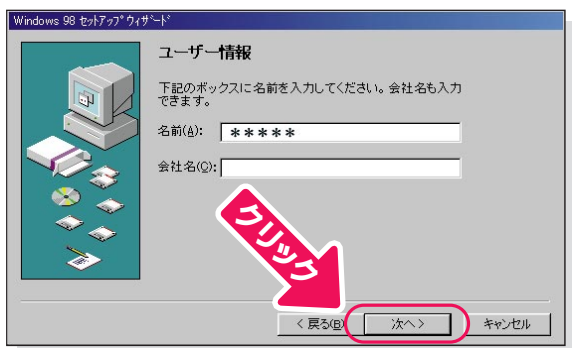 Windows 98 ｾｯﾄｱｯﾌﾟ ｳｨｻﾞｰﾄﾞ
ユーザー情報
下記のボックスに名前を入力してください。会社名も入力
できます。
名前(A): *****
会社名(C):
クリック
< 戻る(B) 次へ > キャンセル